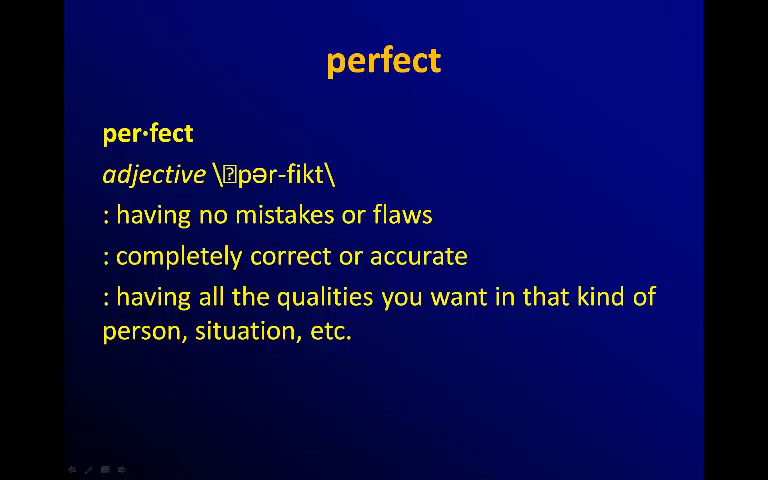 perfect
per·fect
adjective \⍰pər-fikt\
: having no mistakes or flaws
: completely correct or accurate
: having all the qualities you want in that kind of
person, situation, etc.